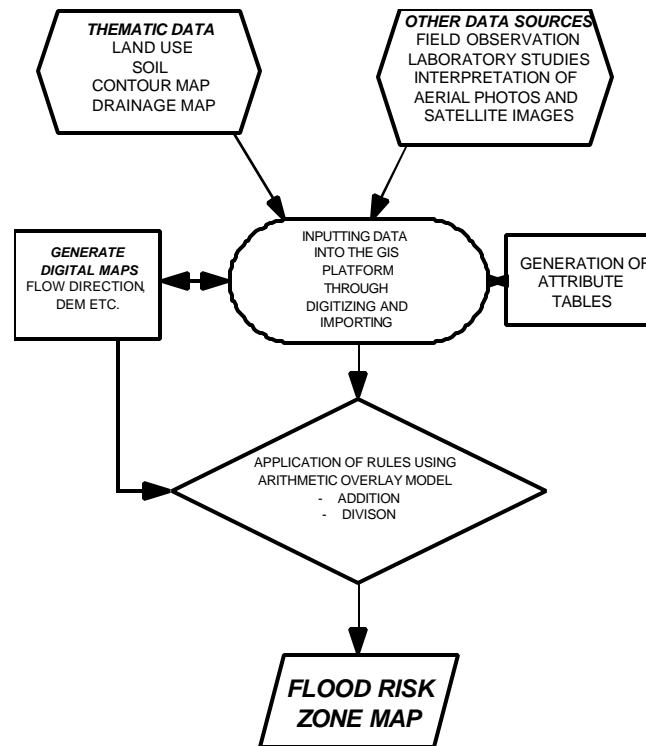 THEMATIC DATA
LAND USE
SOIL
CONTOUR MAP
DRAINAGE MAP
OTHER DATA SOURCES
FIELD OBSERVATION
LABORATORY STUDIES
INTERPRETATION OF
AERIAL PHOTOS AND
SATELLITE IMAGES
GENERATE
DIGITAL MAPS
FLOW DIRECTION,
DEM ETC.
INPUTTING DATA
INTO THE GIS
PLATFORM
THROUGH
DIGITIZING AND
IMPORTING
GENERATION OF
ATTRIBUTE
TABLES
APPLICATION OF RULES USING
ARITHMETIC OVERLAY MODEL
- ADDITION
- DIVISON
FLOOD RISK
ZONE MAP